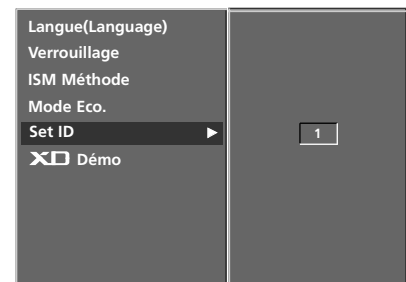 Langue(Language)
Verrouillage
ISM Méthode
Mode Eco.
Set ID 1
XD Démo